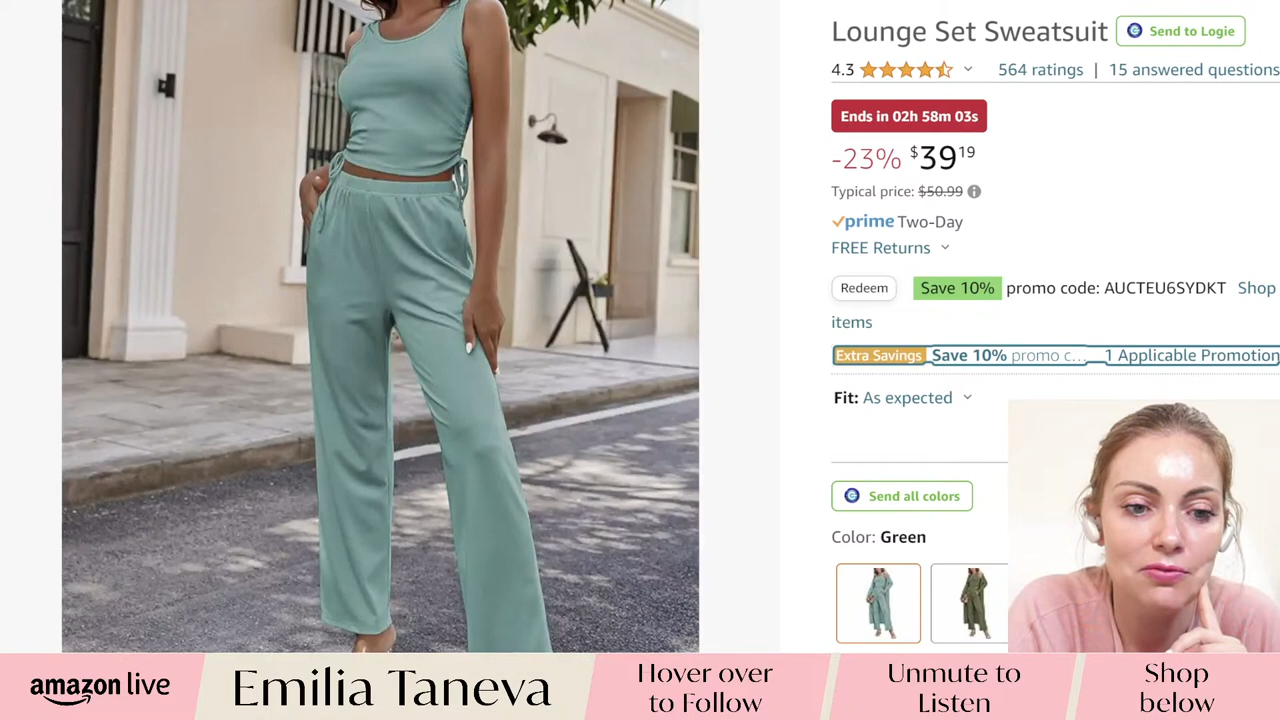 Lounge Set Sweatsuit
Send to Logie
4.3
564 ratings | 15 answered questions
Ends in 02h 58m 03s
-23% $39 19
Typical price: $50.99
prime Two-Day
FREE Returns
Redeem Save 10% promo code: AUCTEU6SYDKT Shop
items
Extra Savings Save 10% promo c... 1 Applicable Promotion
Fit: As expected
Send all colors
Color: Green
amazon live
Emilia Taneva
Hover over
to Follow
Unmute to
Listen
Shop
below